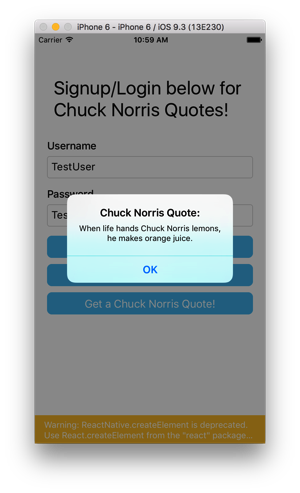 iPhone 6 - iPhone 6 / iOS 9.3 (13E230)
Carrier 10:59 AM
Signup/Login below for
Chuck Norris Quotes!
Username
TestUser
Password
Tes
Chuck Norris Quote:
When life hands Chuck Norris lemons,
he makes orange juice.
OK
Get a Chuck Norris Quote!
Warning: ReactNative.createElement is deprecated.
Use React.createElement from the "react" package...